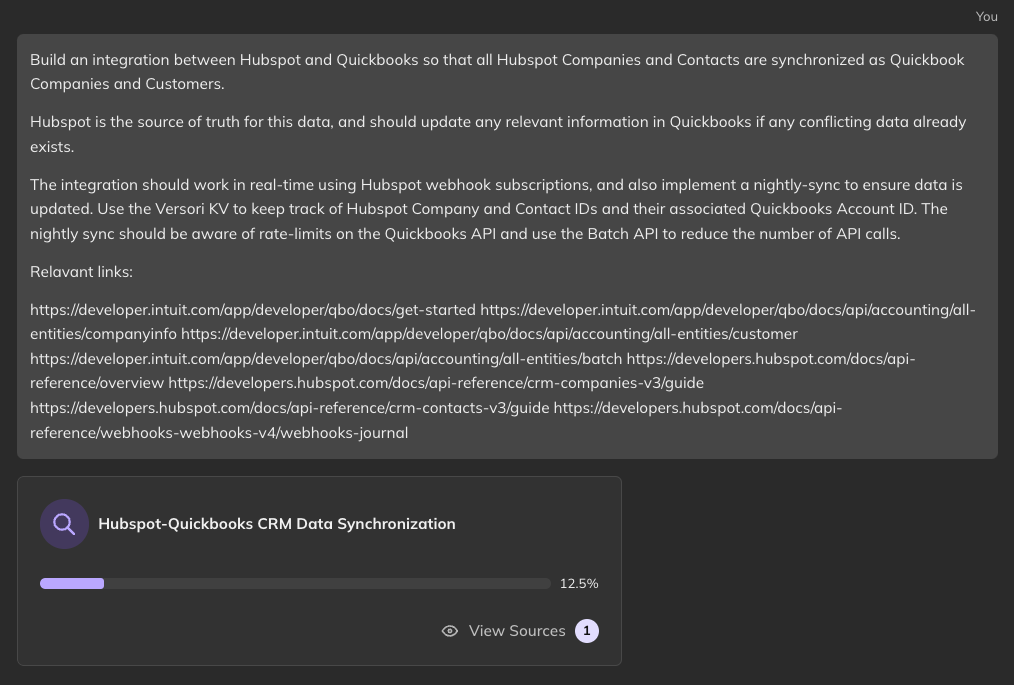 You
Build an integration between Hubspot and Quickbooks so that all Hubspot Companies and Contacts are synchronized as Quickbook
Companies and Customers.
Hubspot is the source of truth for this data, and should update any relevant information in Quickbooks if any conflicting data already
exists.
The integration should work in real-time using Hubspot webhook subscriptions, and also implement a nightly-sync to ensure data is
updated. Use the Versori KV to keep track of Hubspot Company and Contact IDs and their associated Quickbooks Account ID. The
nightly sync should be aware of rate-limits on the Quickbooks API and use the Batch API to reduce the number of API calls.
Relavant links:
https://developer.intuit.com/app/developer/qbo/docs/get-started https://developer.intuit.com/app/developer/qbo/docs/api/accounting/all-
entities/companyinfo https://developer.intuit.com/app/developer/qbo/docs/api/accounting/all-entities/customer
https://developer.intuit.com/app/developer/qbo/docs/api/accounting/all-entities/batch https://developers.hubspot.com/docs/api-
reference/overview https://developers.hubspot.com/docs/api-reference/crm-companies-v3/guide
https://developers.hubspot.com/docs/api-reference/crm-contacts-v3/guide https://developers.hubspot.com/docs/api-
reference/webhooks-webhooks-v4/webhooks-journal
Hubspot-Quickbooks CRM Data Synchronization
12.5%
View Sources 1